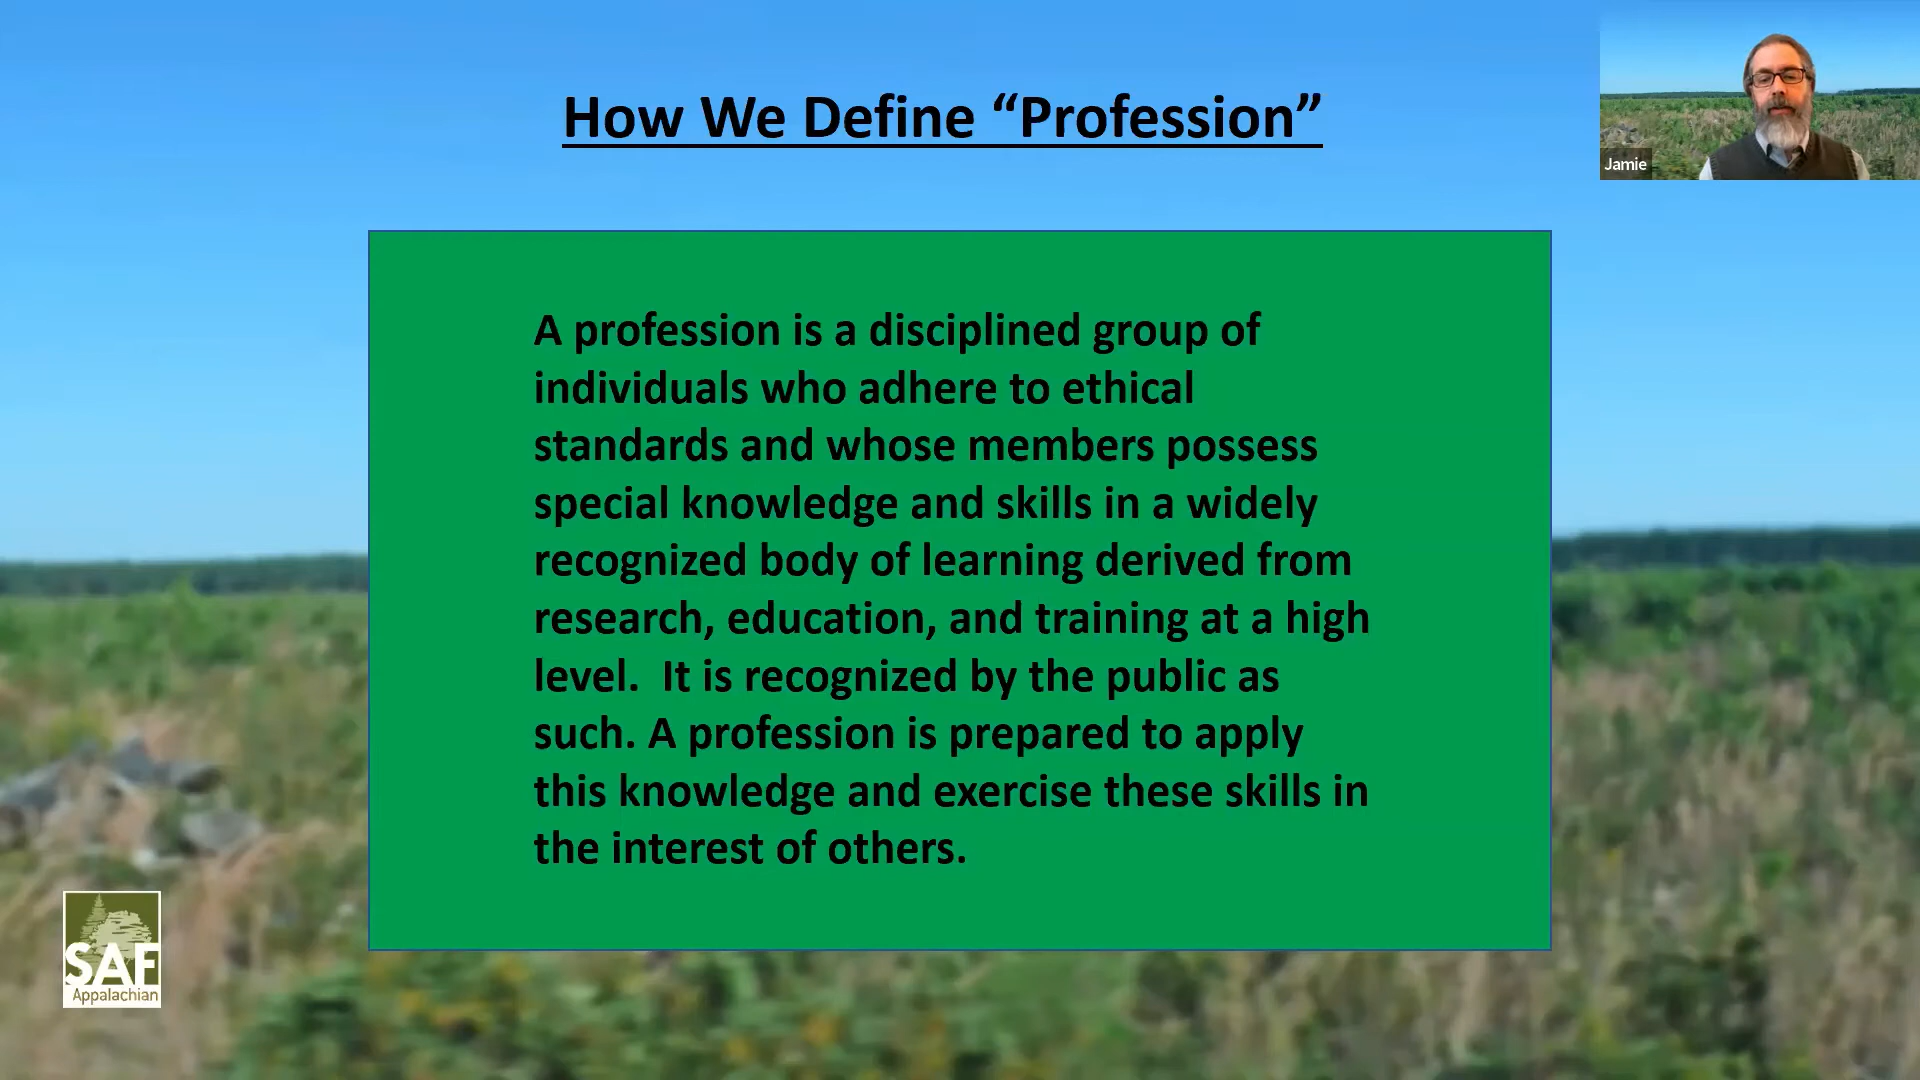 How We Define “Profession”
Jamie
A profession is a disciplined group of
individuals who adhere to ethical
standards and whose members possess
special knowledge and skills in a widely
recognized body of learning derived from
research, education, and training at a high
level.  It is recognized by the public as
such. A profession is prepared to apply
this knowledge and exercise these skills in
the interest of others.
SAF
Appalachian